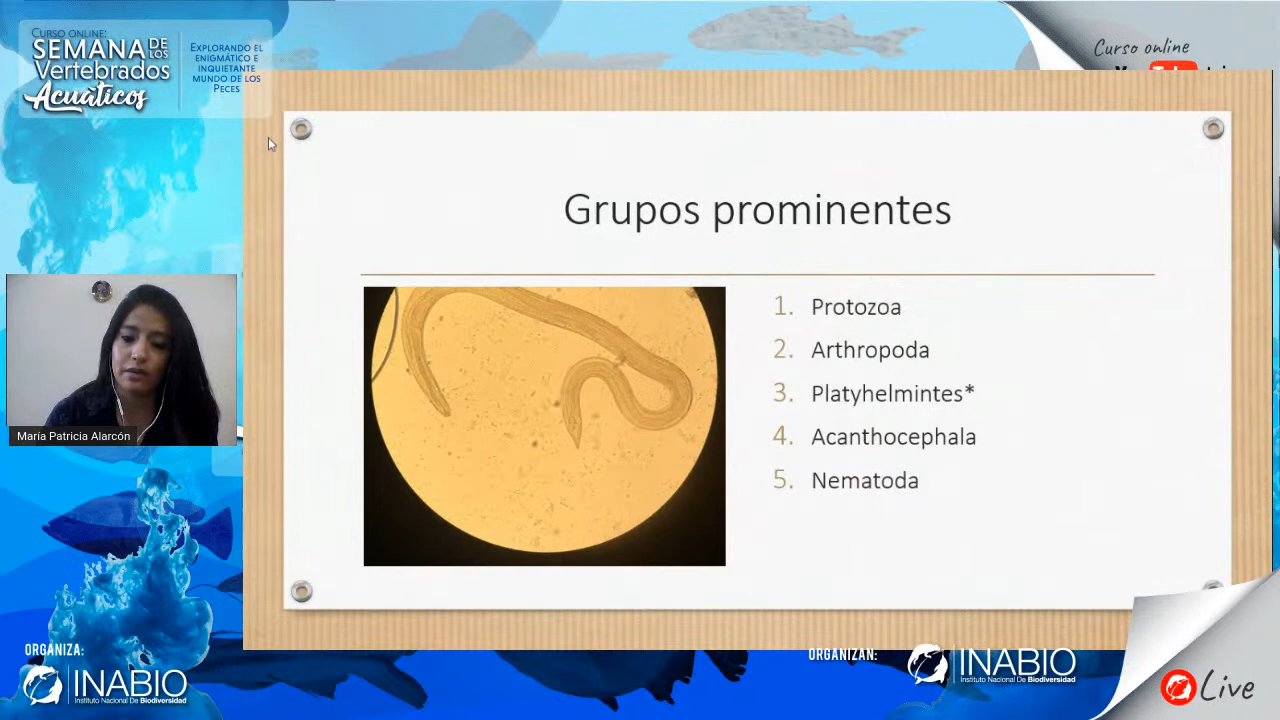 CURSO ONLINE:
SEMANA DE LOS
Vertebrados
Acuáticos
EXPLORANDO EL
ENIGMÁTICO E
INQUIETANTE
MUNDO DE LOS
PECES
Curso online
Grupos prominentes
1. Protozoa
2. Arthropoda
3. Platyhelmintes*
4. Acanthocephala
5. Nematoda
María Patricia Alarcón
ORGANIZA:
INABIO
Instituto Nacional De Biodiversidad
ORGANIZAN:
INABIO
Instituto Nacional De Biodiversidad
Live